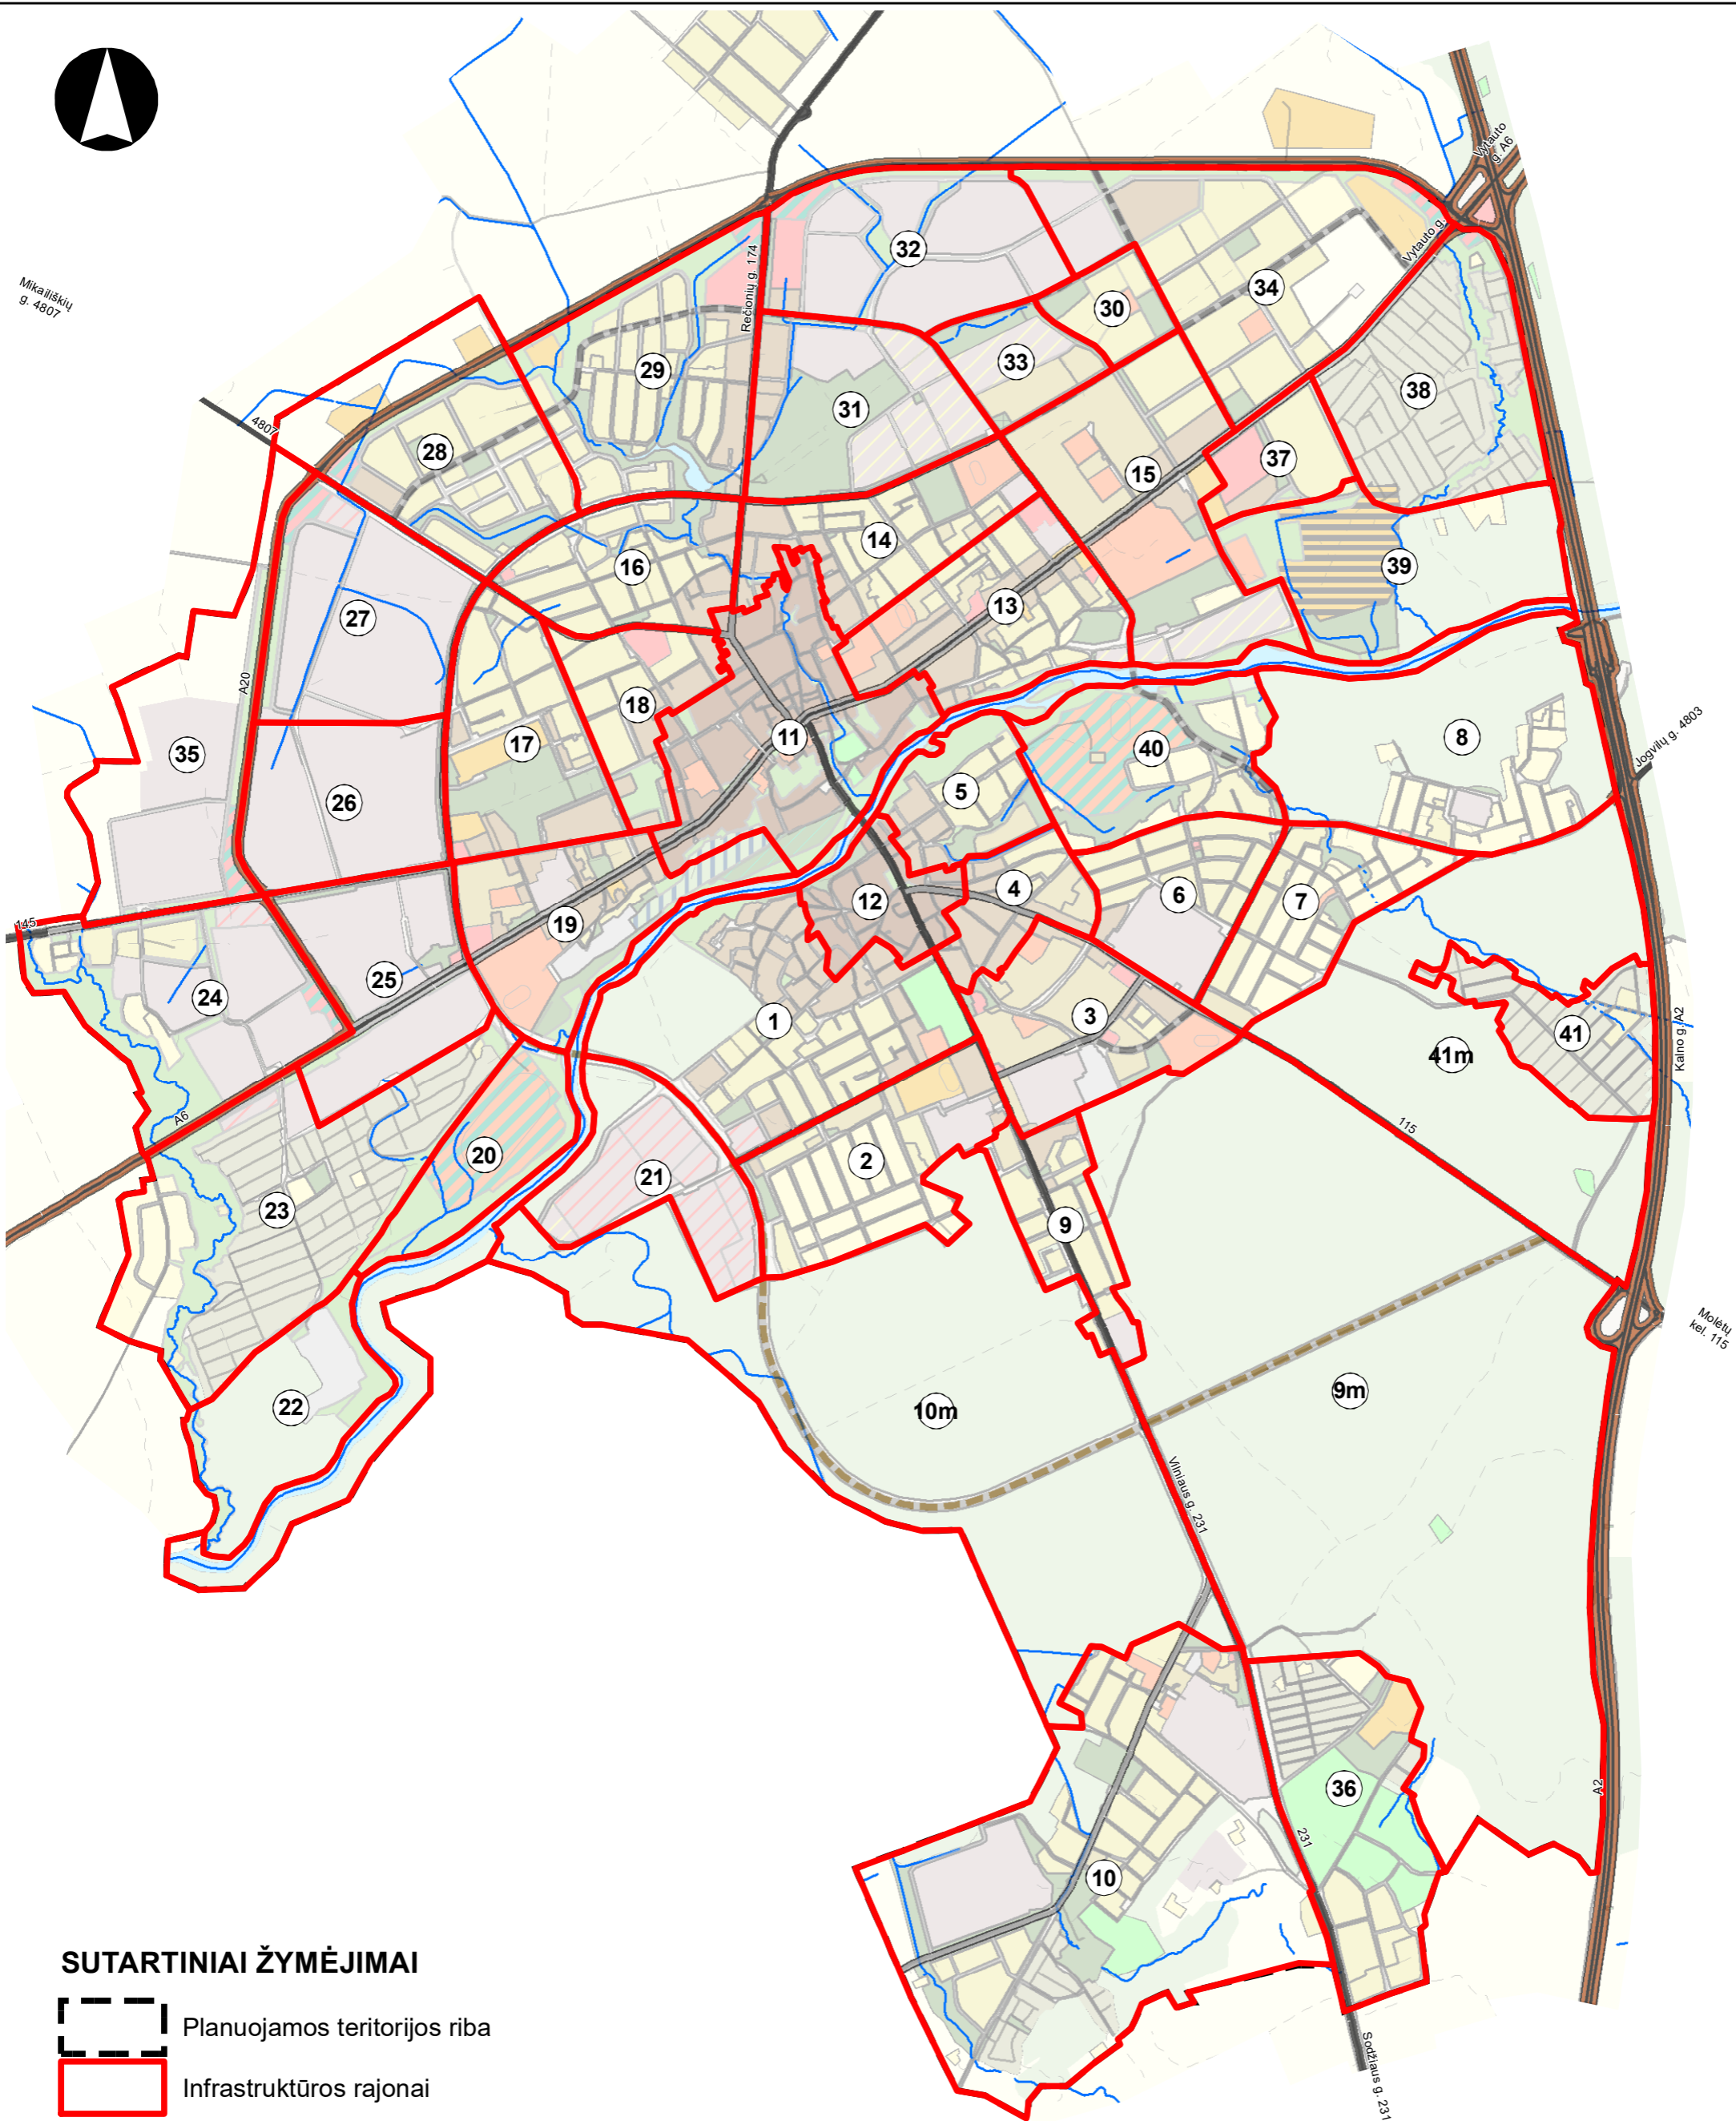 Vytauto
g. A6
32
Rečionių g. 174
Vytauto g.
Mikailiškių
g. 4807
34
30
29
33
38
31
4807
28
37
15
14
16
39
13
27
A20
18
8
11
17
40
35
Jogvilų g. 4803
5
26
4
6
12
7
145
19
25
24
1
3
41
Kalno g. A2
41m
A6
115
20
2
21
23
9
Molėtų
kel. 115
9m
22
10m
Vilniaus g. 231
36
A2
231
10
SUTARTINIAI ŽYMĖJIMAI
Planuojamos teritorijos riba
Infrastruktūros rajonai
Sodžiaus g. 231